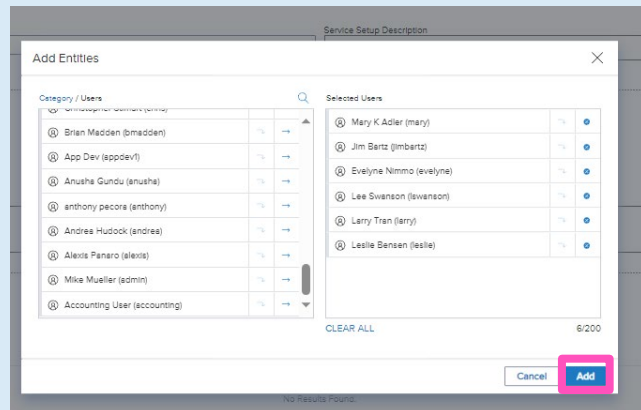 Service Setup Description
Add Entities
Category / Users
Selected Users
Brian Madden (bmadden)
App Dev (appdev1)
Anusha Gundu (anusha)
anthony pecora (anthony)
Andrea Hudock (andrea)
Alexis Panaro (alexis)
Mike Mueller (admin)
Accounting User (accounting)
Mary K Adler (mary)
Jim Bartz (jimbartz)
Evelyne Nimmo (evelyne)
Lee Swanson (lswanson)
Larry Tran (larry)
Leslie Bensen (leslie)
CLEAR ALL
6/200
Cancel
Add
No Results Found.